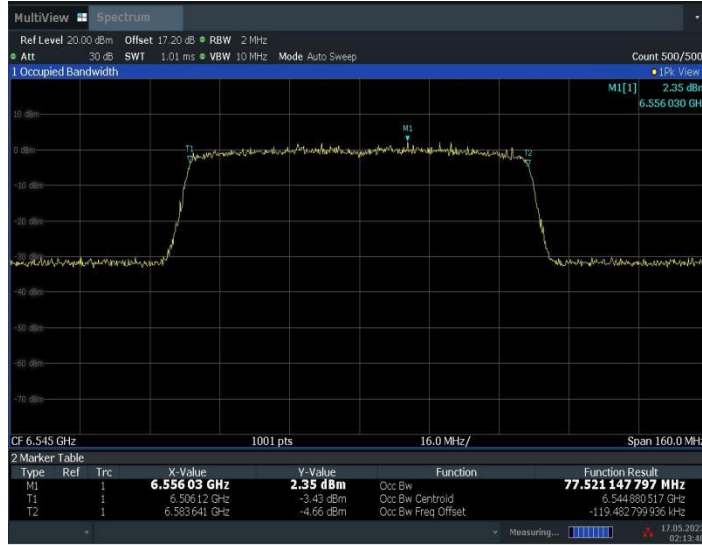 MultiView Spectrum
Ref Level 20.00 dBm Offset 17.20 dB RBW 2 MHz
Att 30 dB SWT 1.01 ms VBW 10 MHz Mode Auto Sweep Count 500/500
1 Occupied Bandwidth 1Pk View
M1[1] 2.35 dBm
6.556 030 GH
10 dBm
M1
0 dBm
T1
T2
-10 dBm
-20 dBm
-30 dBm
-40 dBm
-50 dBm
-60 dBm
-70 dBm
CF 6.545 GHz 1001 pts 16.0 MHz/ Span 160.0 MHz
2 Marker Table
Type Ref Trc X-Value Y-Value Function Function Result
M1 1 6.556 03 GHz 2.35 dBm Occ Bw 77.521 147 797 MHz
T1 1 6.506 12 GHz -3.43 dBm Occ Bw Centroid 6.544 880 517 GHz
T2 1 6.583 641 GHz -4.66 dBm Occ Bw Freq Offset -119.482 799 936 kHz
Measuring... 17.05.2023
02:13:48